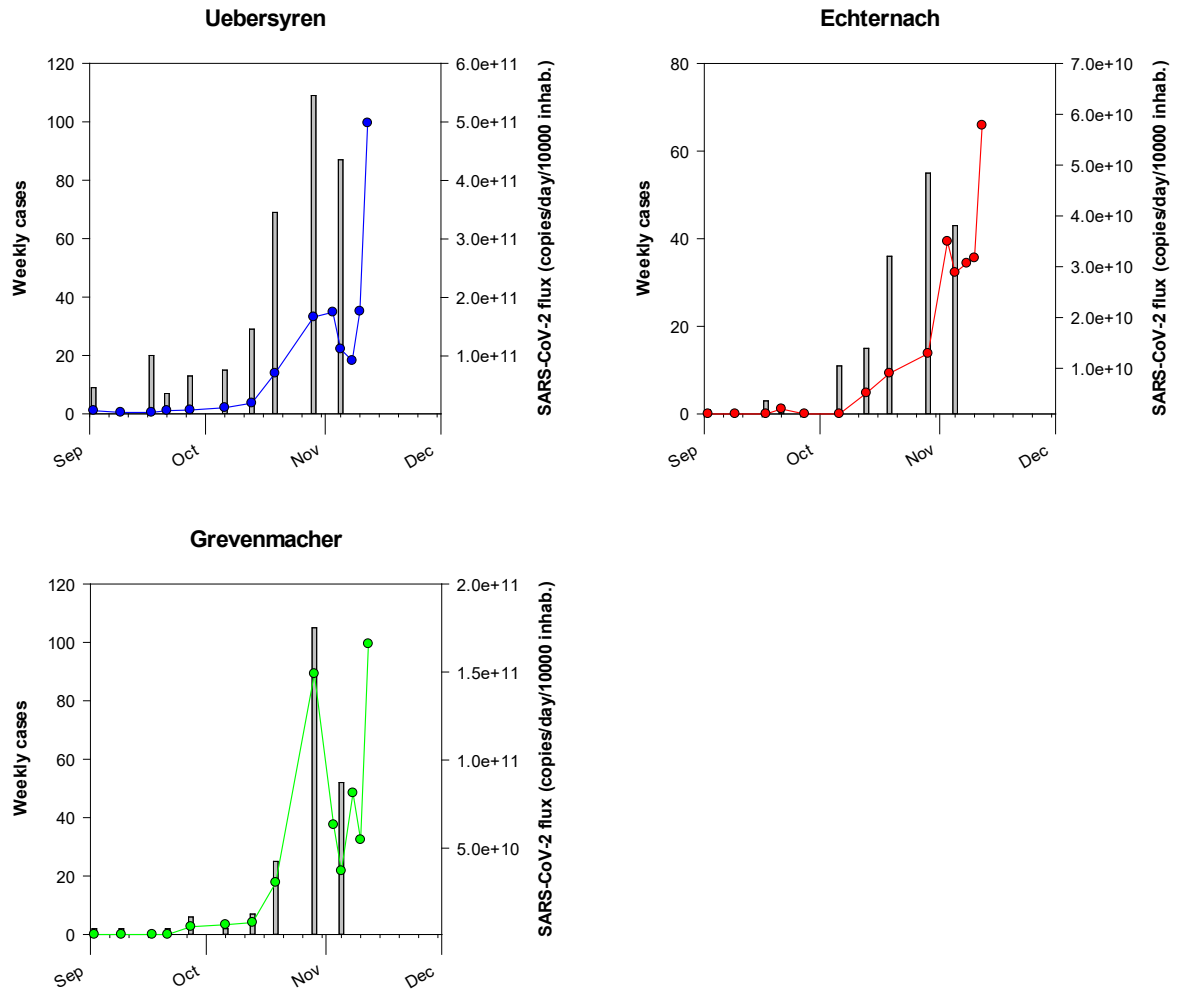 Uebersyren
Weekly cases
120
100
80
60
40
20
0
6.0e+11
5.0e+11
4.0e+11
3.0e+11
2.0e+11
1.0e+11
SARS-CoV-2 flux (copies/day/10000 inhab.)
Sep Oct Nov Dec
Echternach
Weekly cases
80
60
40
20
0
7.0e+10
6.0e+10
5.0e+10
4.0e+10
3.0e+10
2.0e+10
1.0e+10
SARS-CoV-2 flux (copies/day/10000 inhab.)
Sep Oct Nov Dec
Grevenmacher
Weekly cases
120
100
80
60
40
20
0
2.0e+11
1.5e+11
1.0e+11
5.0e+10
SARS-CoV-2 flux (copies/day/10000 inhab.)
Sep Oct Nov Dec